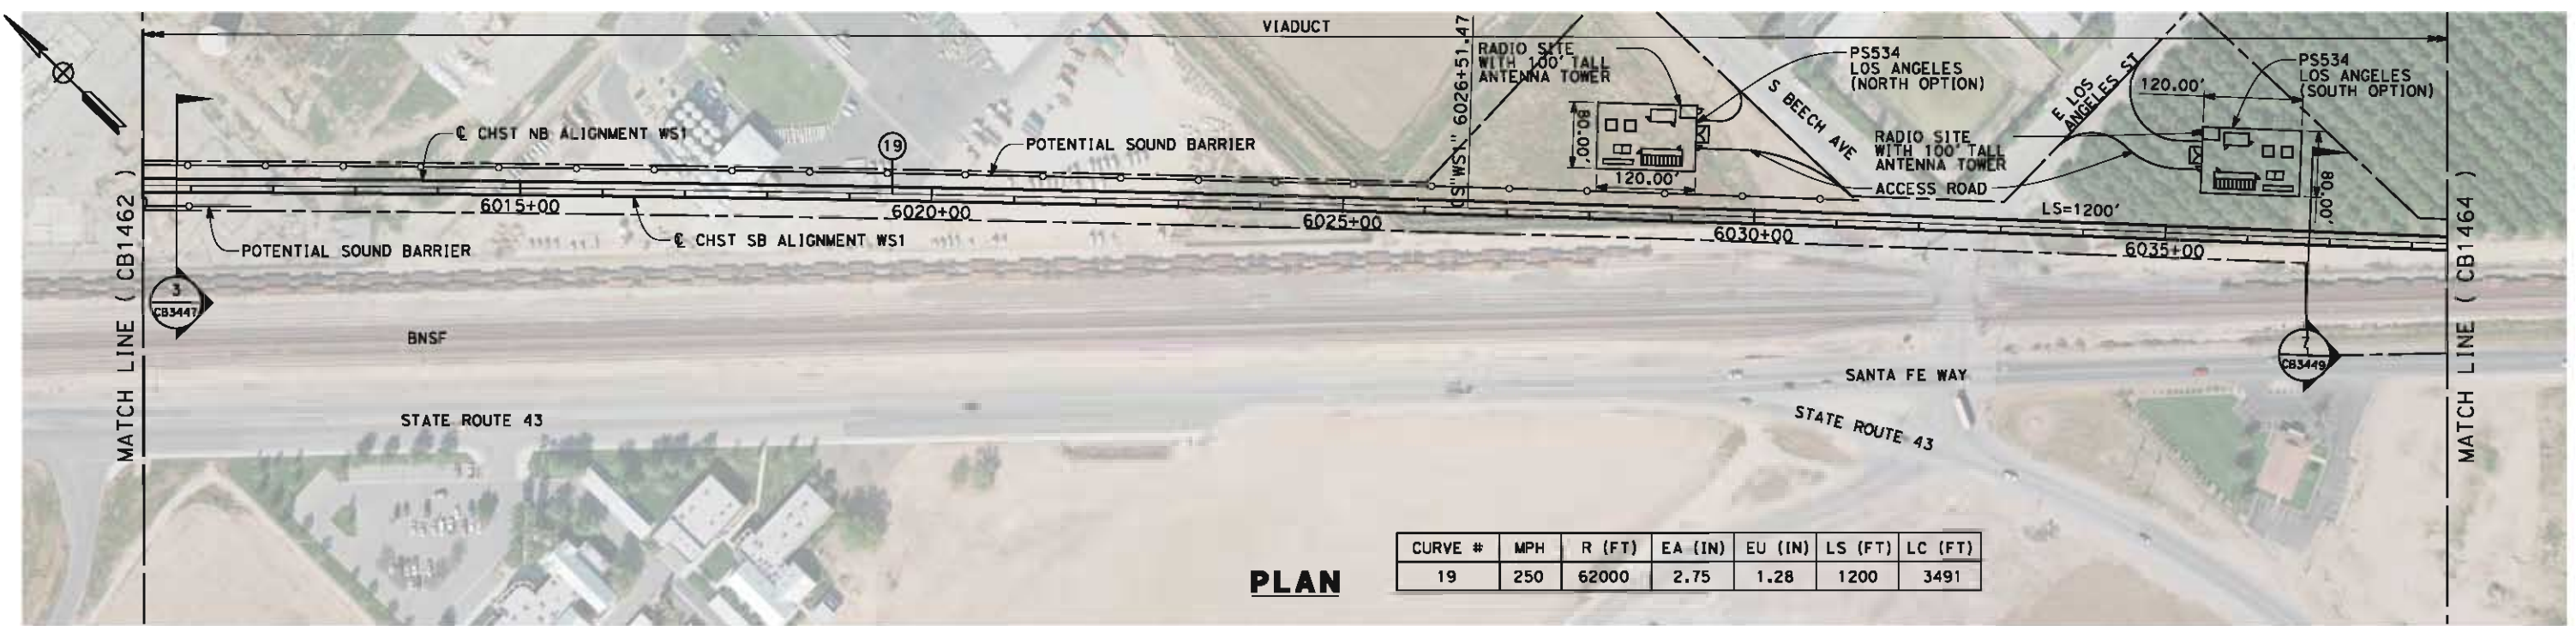 VIADUCT
CS"WS1" 6026+51.47
RADIO SITE
WITH 100' TALL
ANTENNA TOWER
PS534
LOS ANGELES
(NORTH OPTION)
S BEECH AVE
E LOS
ANGELES ST
120.00'
PS534
LOS ANGELES
(SOUTH OPTION)
80.00'
120.00'
RADIO SITE
WITH 100' TALL
ANTENNA TOWER
ACCESS ROAD
80.00'
LS=1200'
℄ CHST NB ALIGNMENT WS1
19
POTENTIAL SOUND BARRIER
6015+00
6020+00
6025+00
6030+00
6035+00
POTENTIAL SOUND BARRIER
℄ CHST SB ALIGNMENT WS1
3
CB3447
7
CB3449
MATCH LINE ( CB1462 )
MATCH LINE ( CB1464 )
BNSF
SANTA FE WAY
STATE ROUTE 43
STATE ROUTE 43
PLAN
CURVE # MPH R (FT) EA (IN) EU (IN) LS (FT) LC (FT)
19 250 62000 2.75 1.28 1200 3491